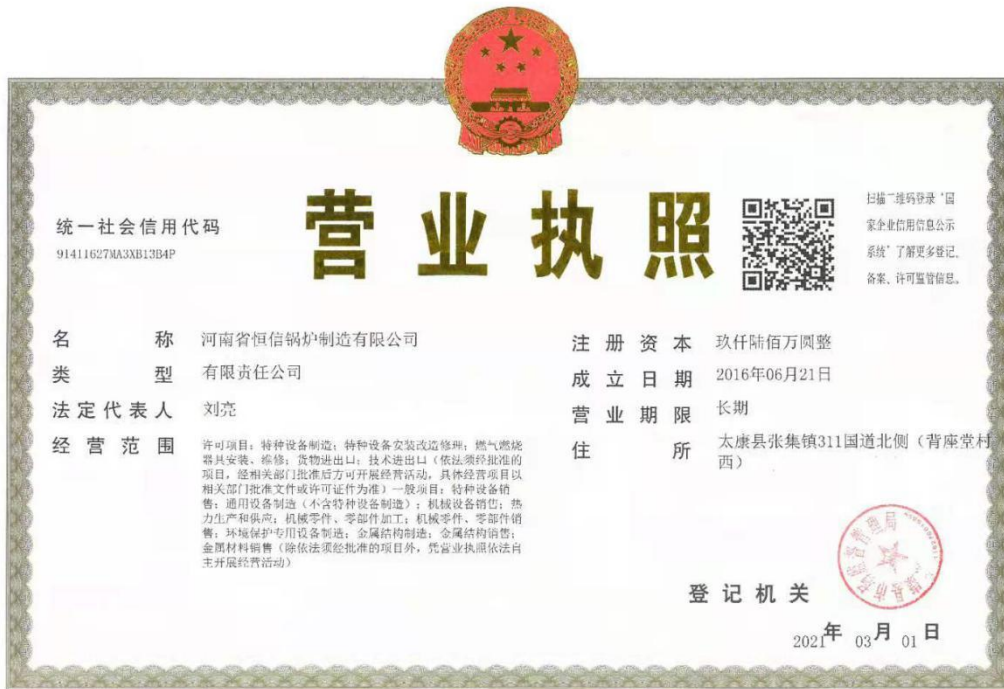 统一社会信用代码
91411627MA3XB13B4P
营业执照
扫描二维码登录“国
家企业信用信息公示
系统”了解更多登记、
备案、许可监管信息。
名称 河南省恒信锅炉制造有限公司
类型 有限责任公司
法定代表人 刘亮
经营范围 许可项目：特种设备制造；特种设备安装改造修理；燃气燃烧
器具安装、维修；货物进出口；技术进出口（依法须经批准的
项目，经相关部门批准后方可开展经营活动，具体经营项目以
相关部门批准文件或许可证件为准）一般项目：特种设备销
售；通用设备制造（不含特种设备制造）；机械设备销售；热
力生产和供应；机械零件、零部件加工；机械零件、零部件销
售；环境保护专用设备制造；金属结构制造；金属结构销售；
金属材料销售（除依法须经批准的项目外，凭营业执照依法自
主开展经营活动）
注册资本 玖仟陆佰万圆整
成立日期 2016年06月21日
营业期限 长期
住所 太康县张集镇311国道北侧（背座堂村
西）
登记机关
太康县市场监督管理局
2021年03月01日